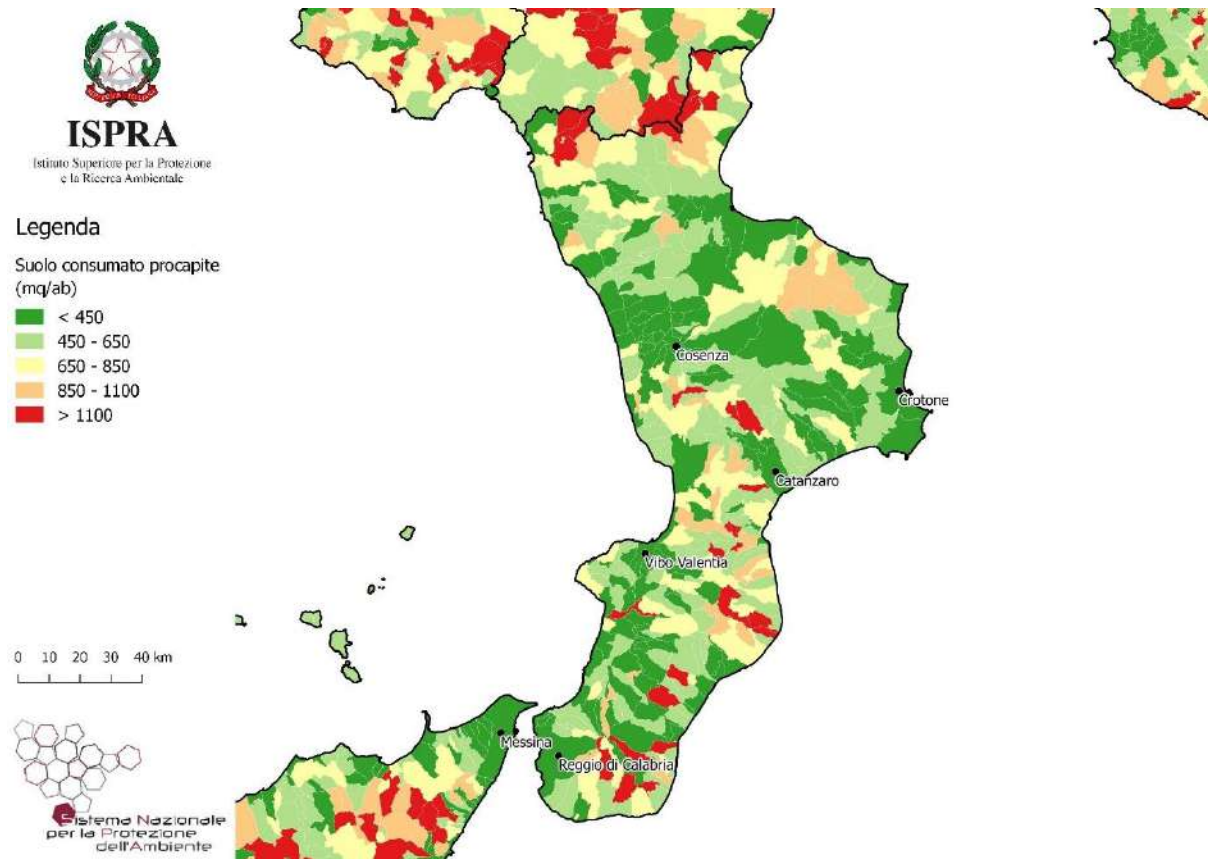 ISPRA
Istituto Superiore per la Protezione
e la Ricerca Ambientale
Legenda
Suolo consumato procapite
(mq/ab)
< 450
450 - 650
650 - 850
850 - 1100
> 1100
Cosenza
Crotone
Catanzaro
Vibo Valentia
Messina
Reggio di Calabria
0 10 20 30 40 km
Sistema Nazionale
per la Protezione
dell'Ambiente